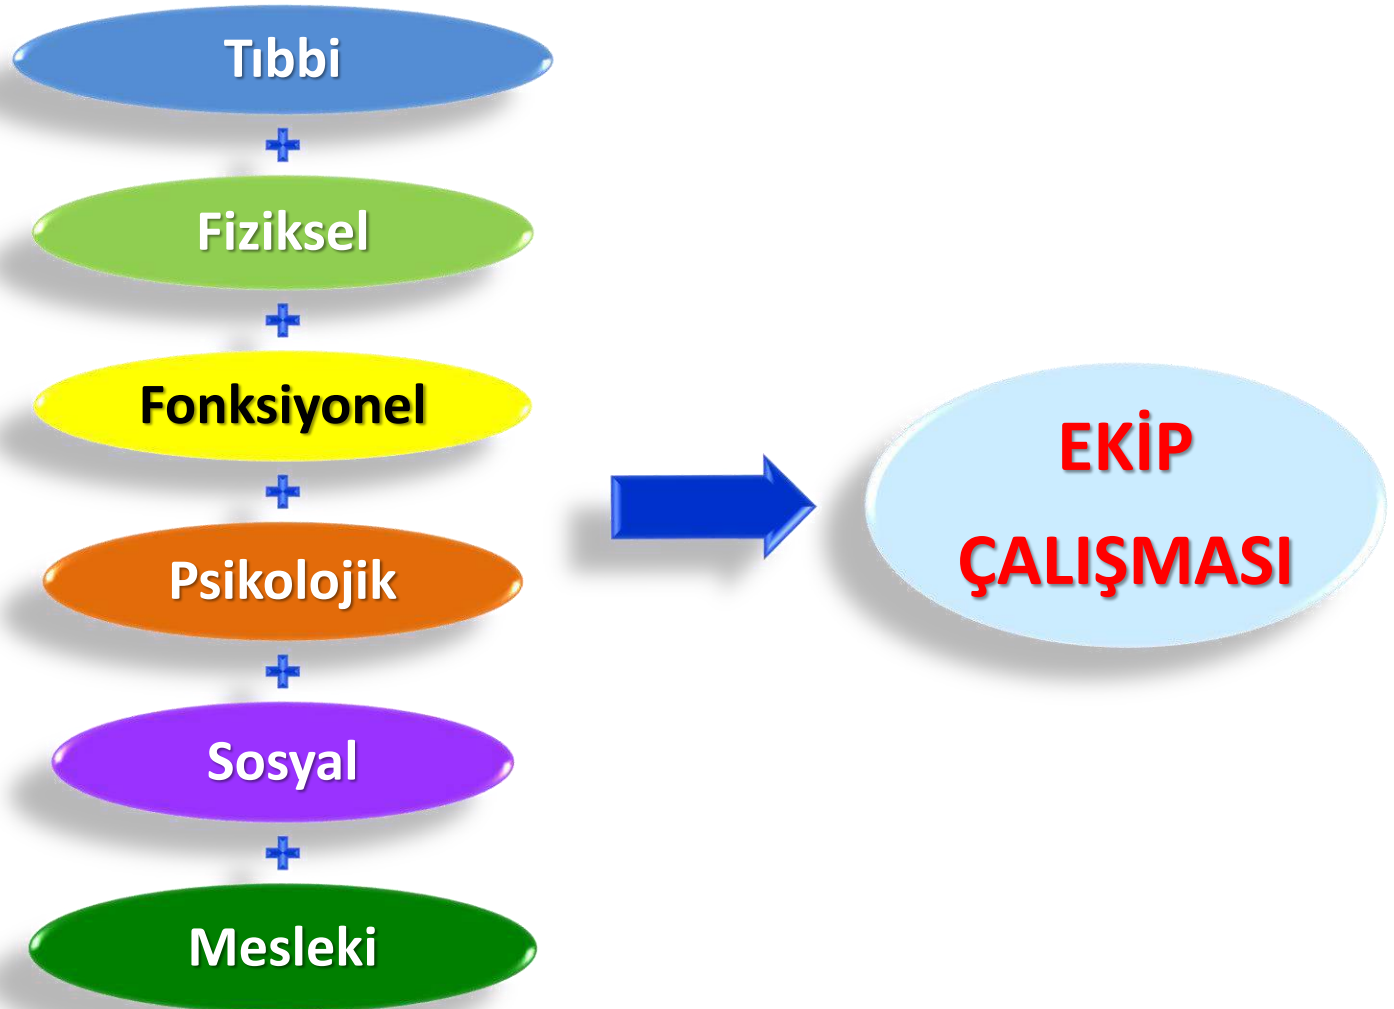 Tıbbi
+
Fiziksel
+
Fonksiyonel
+
Psikolojik
+
Sosyal
+
Mesleki
EKİP
ÇALIŞMASI